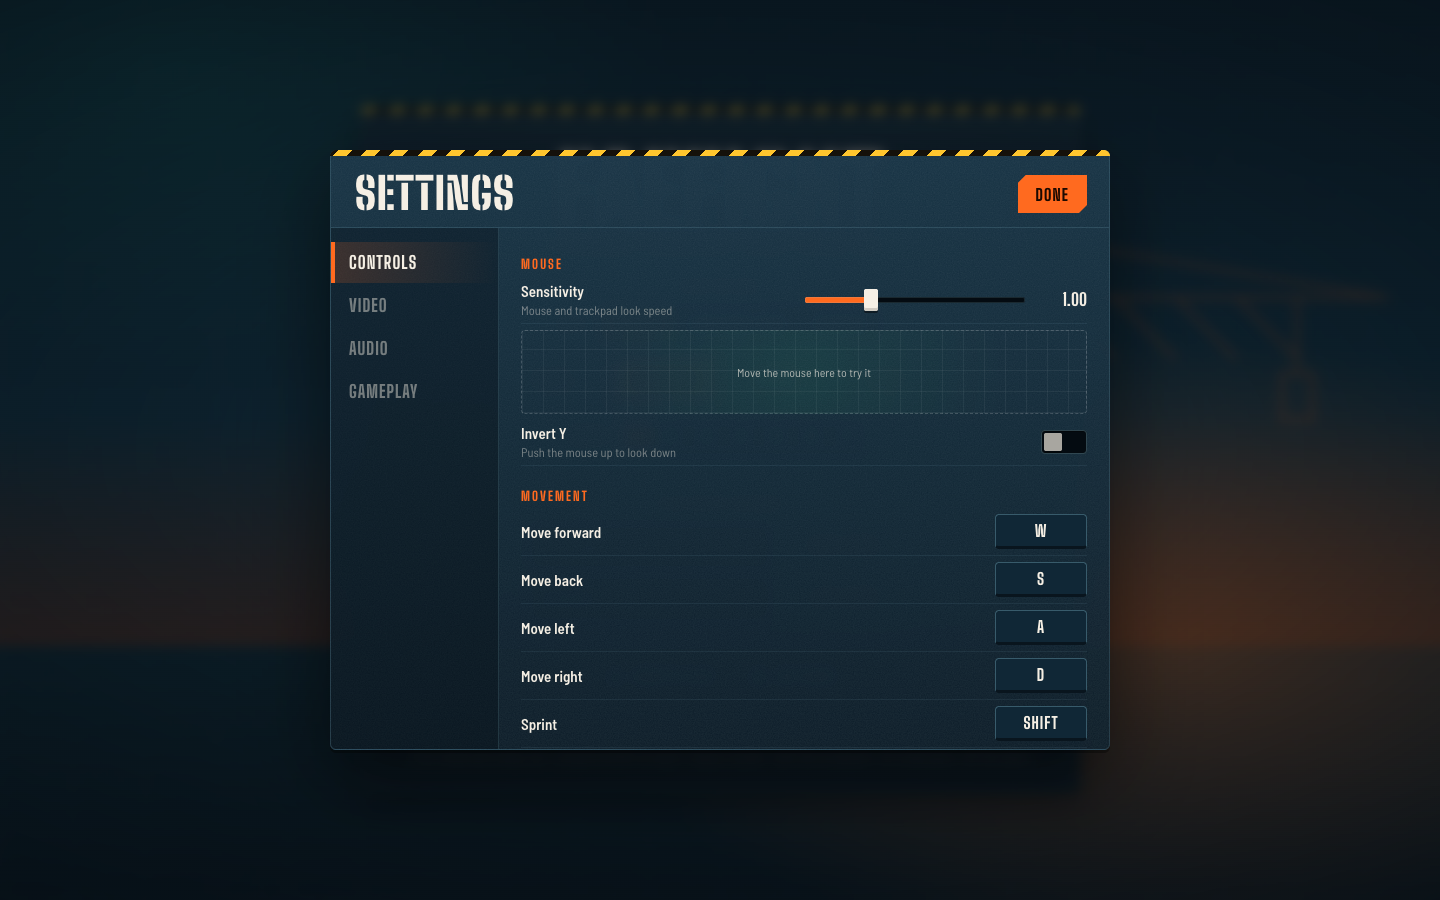 SETTINGS
DONE
CONTROLS
VIDEO
AUDIO
GAMEPLAY
MOUSE
Sensitivity
Mouse and trackpad look speed
1.00
Move the mouse here to try it
Invert Y
Push the mouse up to look down
MOVEMENT
Move forward
W
Move back
S
Move left
A
Move right
D
Sprint
SHIFT